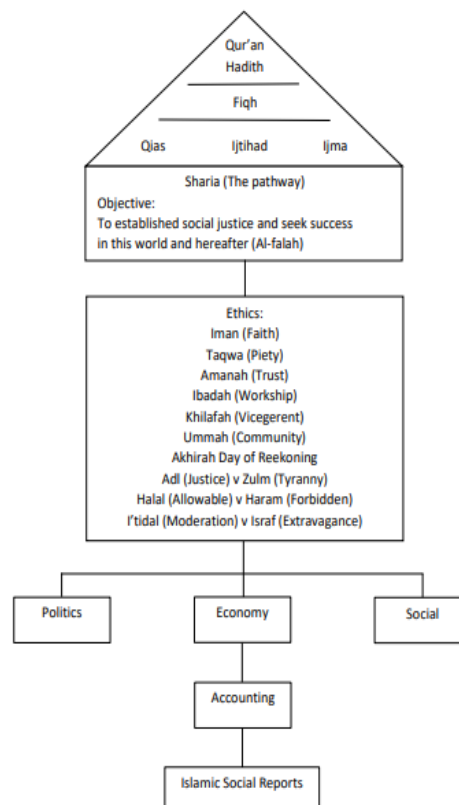 Qur'an
Hadith
Fiqh
Qias Ijtihad Ijma
Sharia (The pathway)
Objective:
To established social justice and seek success
in this world and hereafter (Al-falah)
Ethics:
Iman (Faith)
Taqwa (Piety)
Amanah (Trust)
Ibadah (Workship)
Khilafah (Vicegerent)
Ummah (Community)
Akhirah Day of Reekoning
Adl (Justice) v Zulm (Tyranny)
Halal (Allowable) v Haram (Forbidden)
I'tidal (Moderation) v Israf (Extravagance)
Politics Economy Social
Accounting
Islamic Social Reports